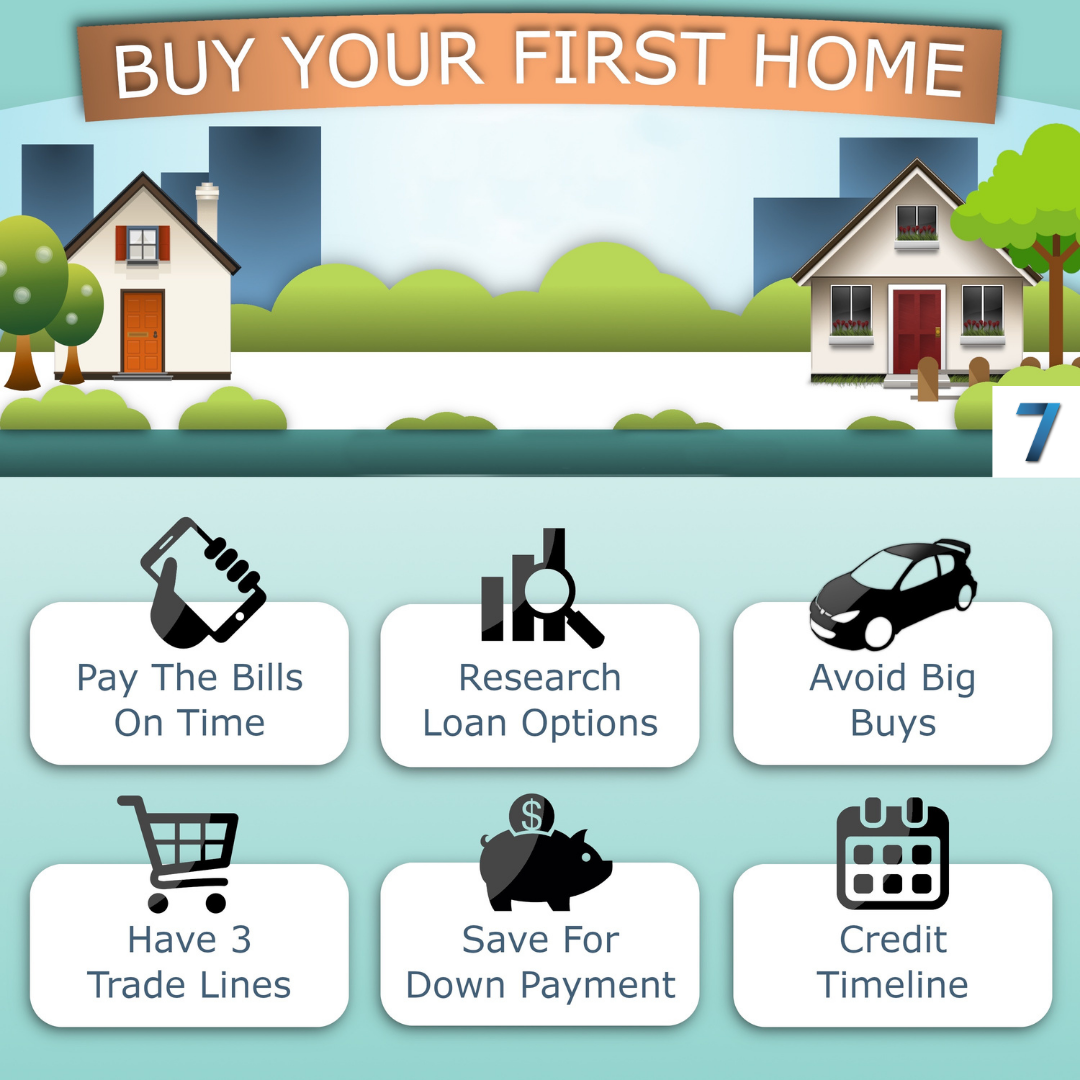 BUY YOUR FIRST HOME
7
Pay The Bills
On Time
Research
Loan Options
Avoid Big
Buys
Have 3
Trade Lines
$
Save For
Down Payment
Credit
Timeline